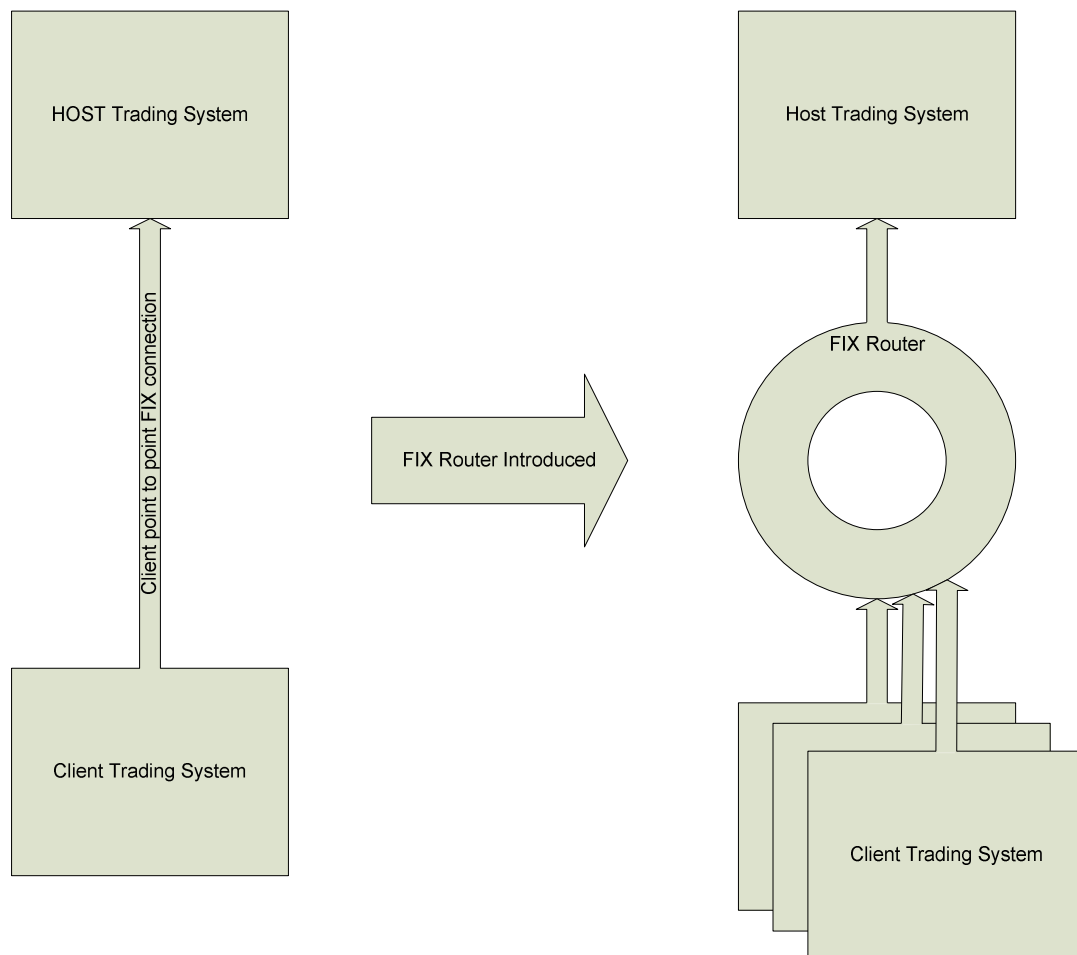 HOST Trading System
Client point to point FIX connection
Client Trading System
FIX Router Introduced
Host Trading System
FIX Router
Client Trading System